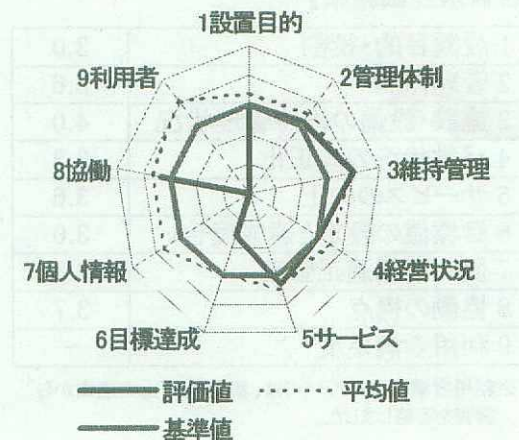 1設置目的
9利用者
2管理体制
8協働
3維持管理
7個人情報
4経営状況
6目標達成
5サービス
評価値
平均値
基準値